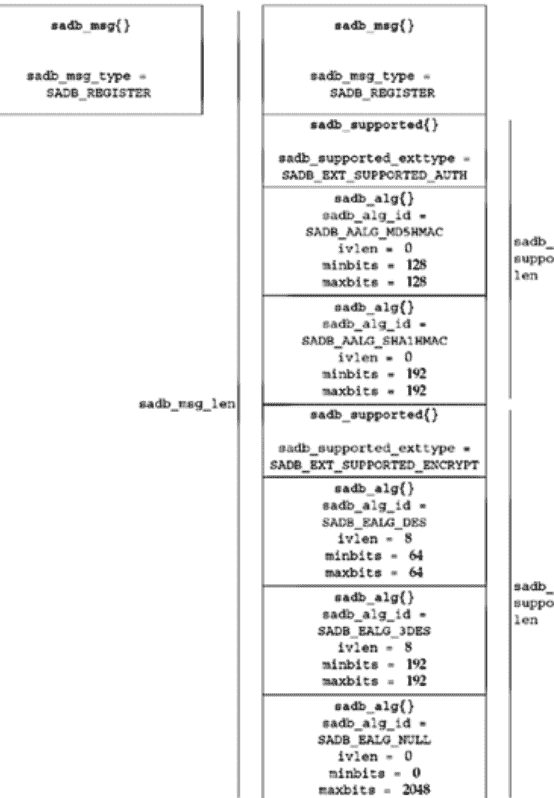 sadb_msg{}
sadb_msg_type =
SADB_REGISTER
sadb_msg_len
sadb_msg{}
sadb_msg_type =
SADB_REGISTER
sadb_supported{}
sadb_supported_exttype =
SADB_EXT_SUPPORTED_AUTH
sadb_alg{}
sadb_alg_id =
SADB_AALG_MD5HMAC
ivlen = 0
minbits = 128
maxbits = 128
sadb_alg{}
sadb_alg_id =
SADB_AALG_SHA1HMAC
ivlen = 0
minbits = 192
maxbits = 192
sadb_supported{}
sadb_supported_exttype =
SADB_EXT_SUPPORTED_ENCRYPT
sadb_alg{}
sadb_alg_id =
SADB_EALG_DES
ivlen = 8
minbits = 64
maxbits = 64
sadb_alg{}
sadb_alg_id =
SADB_EALG_3DES
ivlen = 8
minbits = 192
maxbits = 192
sadb_alg{}
sadb_alg_id =
SADB_EALG_NULL
ivlen = 0
minbits = 0
maxbits = 2048
sadb_
suppo
len
sadb_
suppo
len